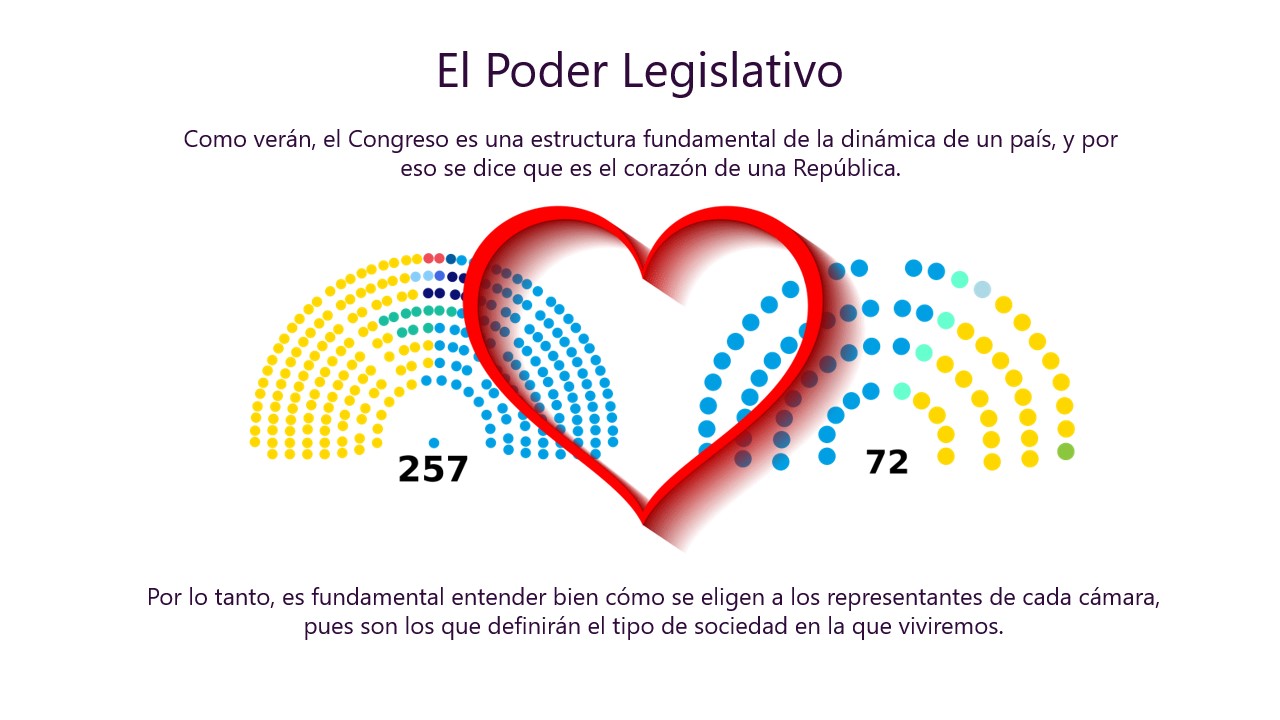 El Poder Legislativo
Como verán, el Congreso es una estructura fundamental de la dinámica de un país, y por
eso se dice que es el corazón de una República.
257
72
Por lo tanto, es fundamental entender bien cómo se eligen a los representantes de cada cámara,
pues son los que definirán el tipo de sociedad en la que viviremos.